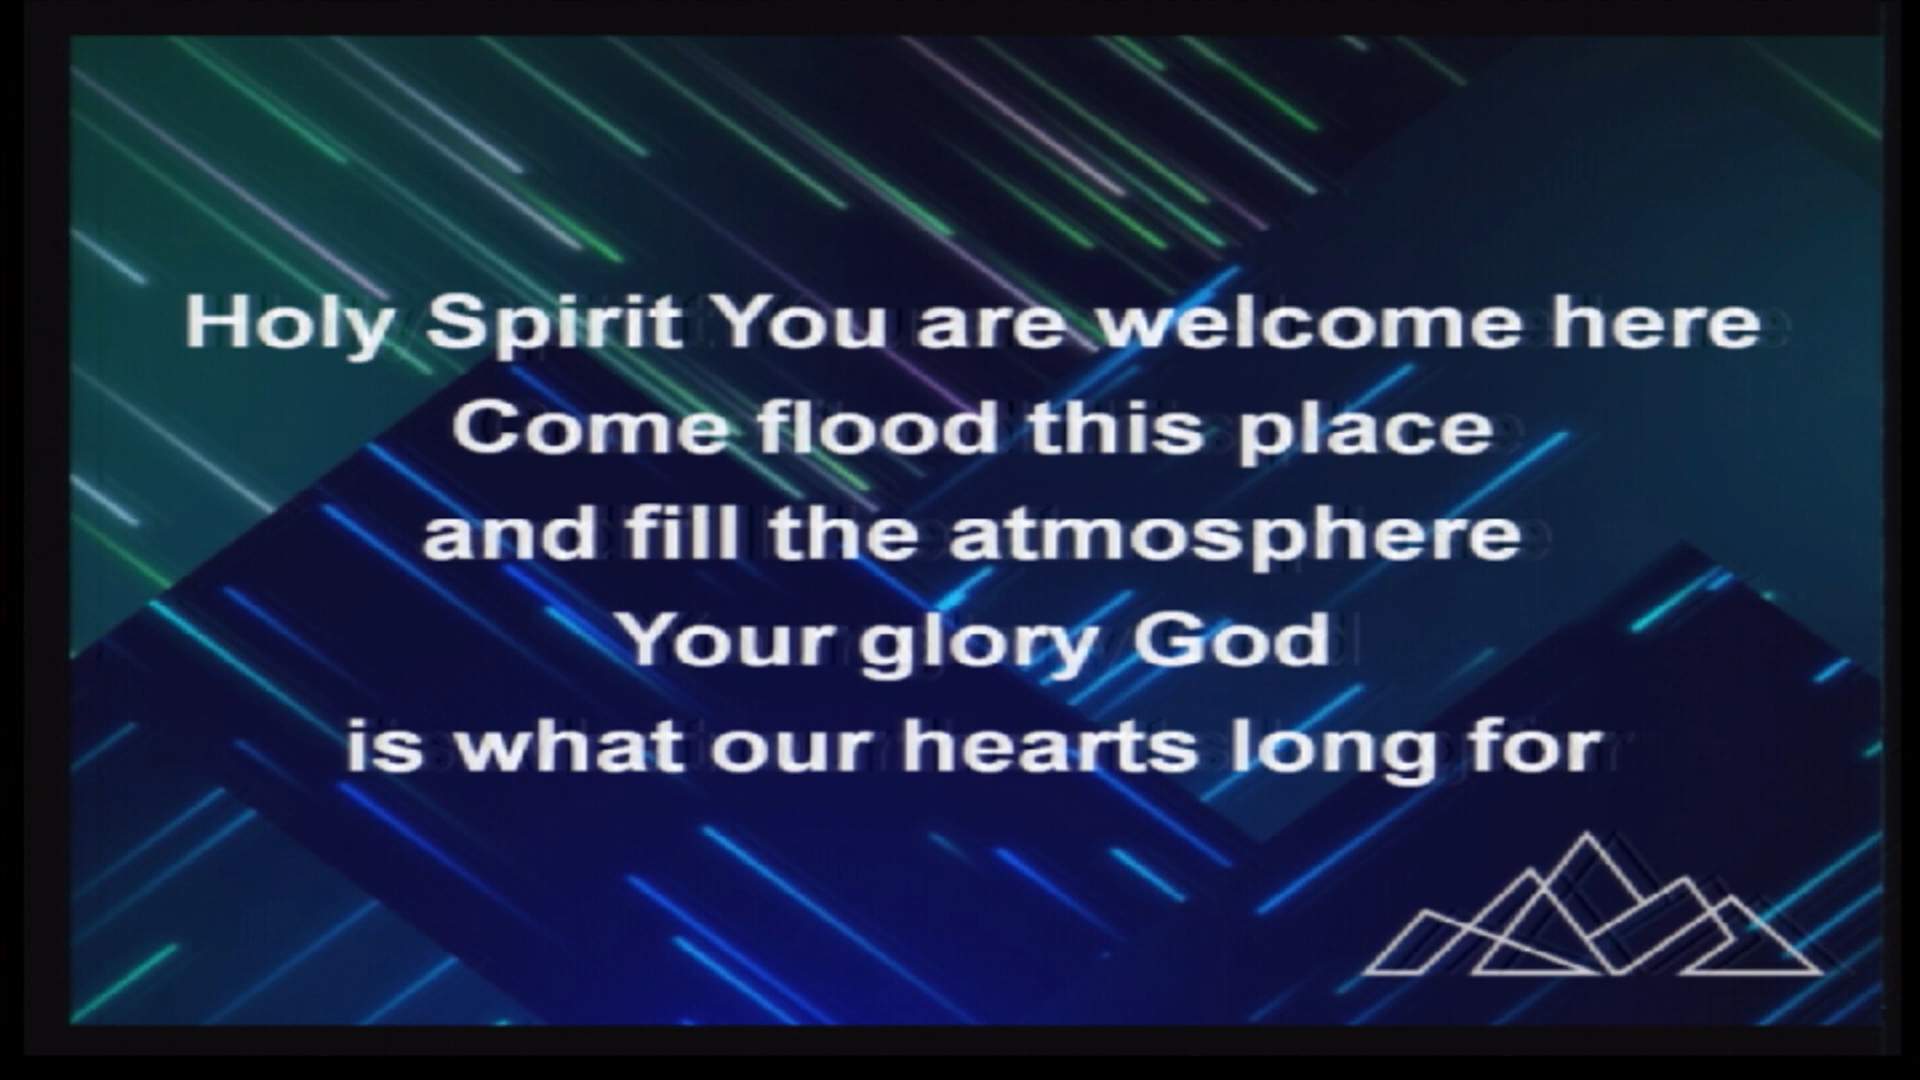 Holy Spirit You are welcome here
Come flood this place
and fill the atmosphere
Your glory God
is what our hearts long for